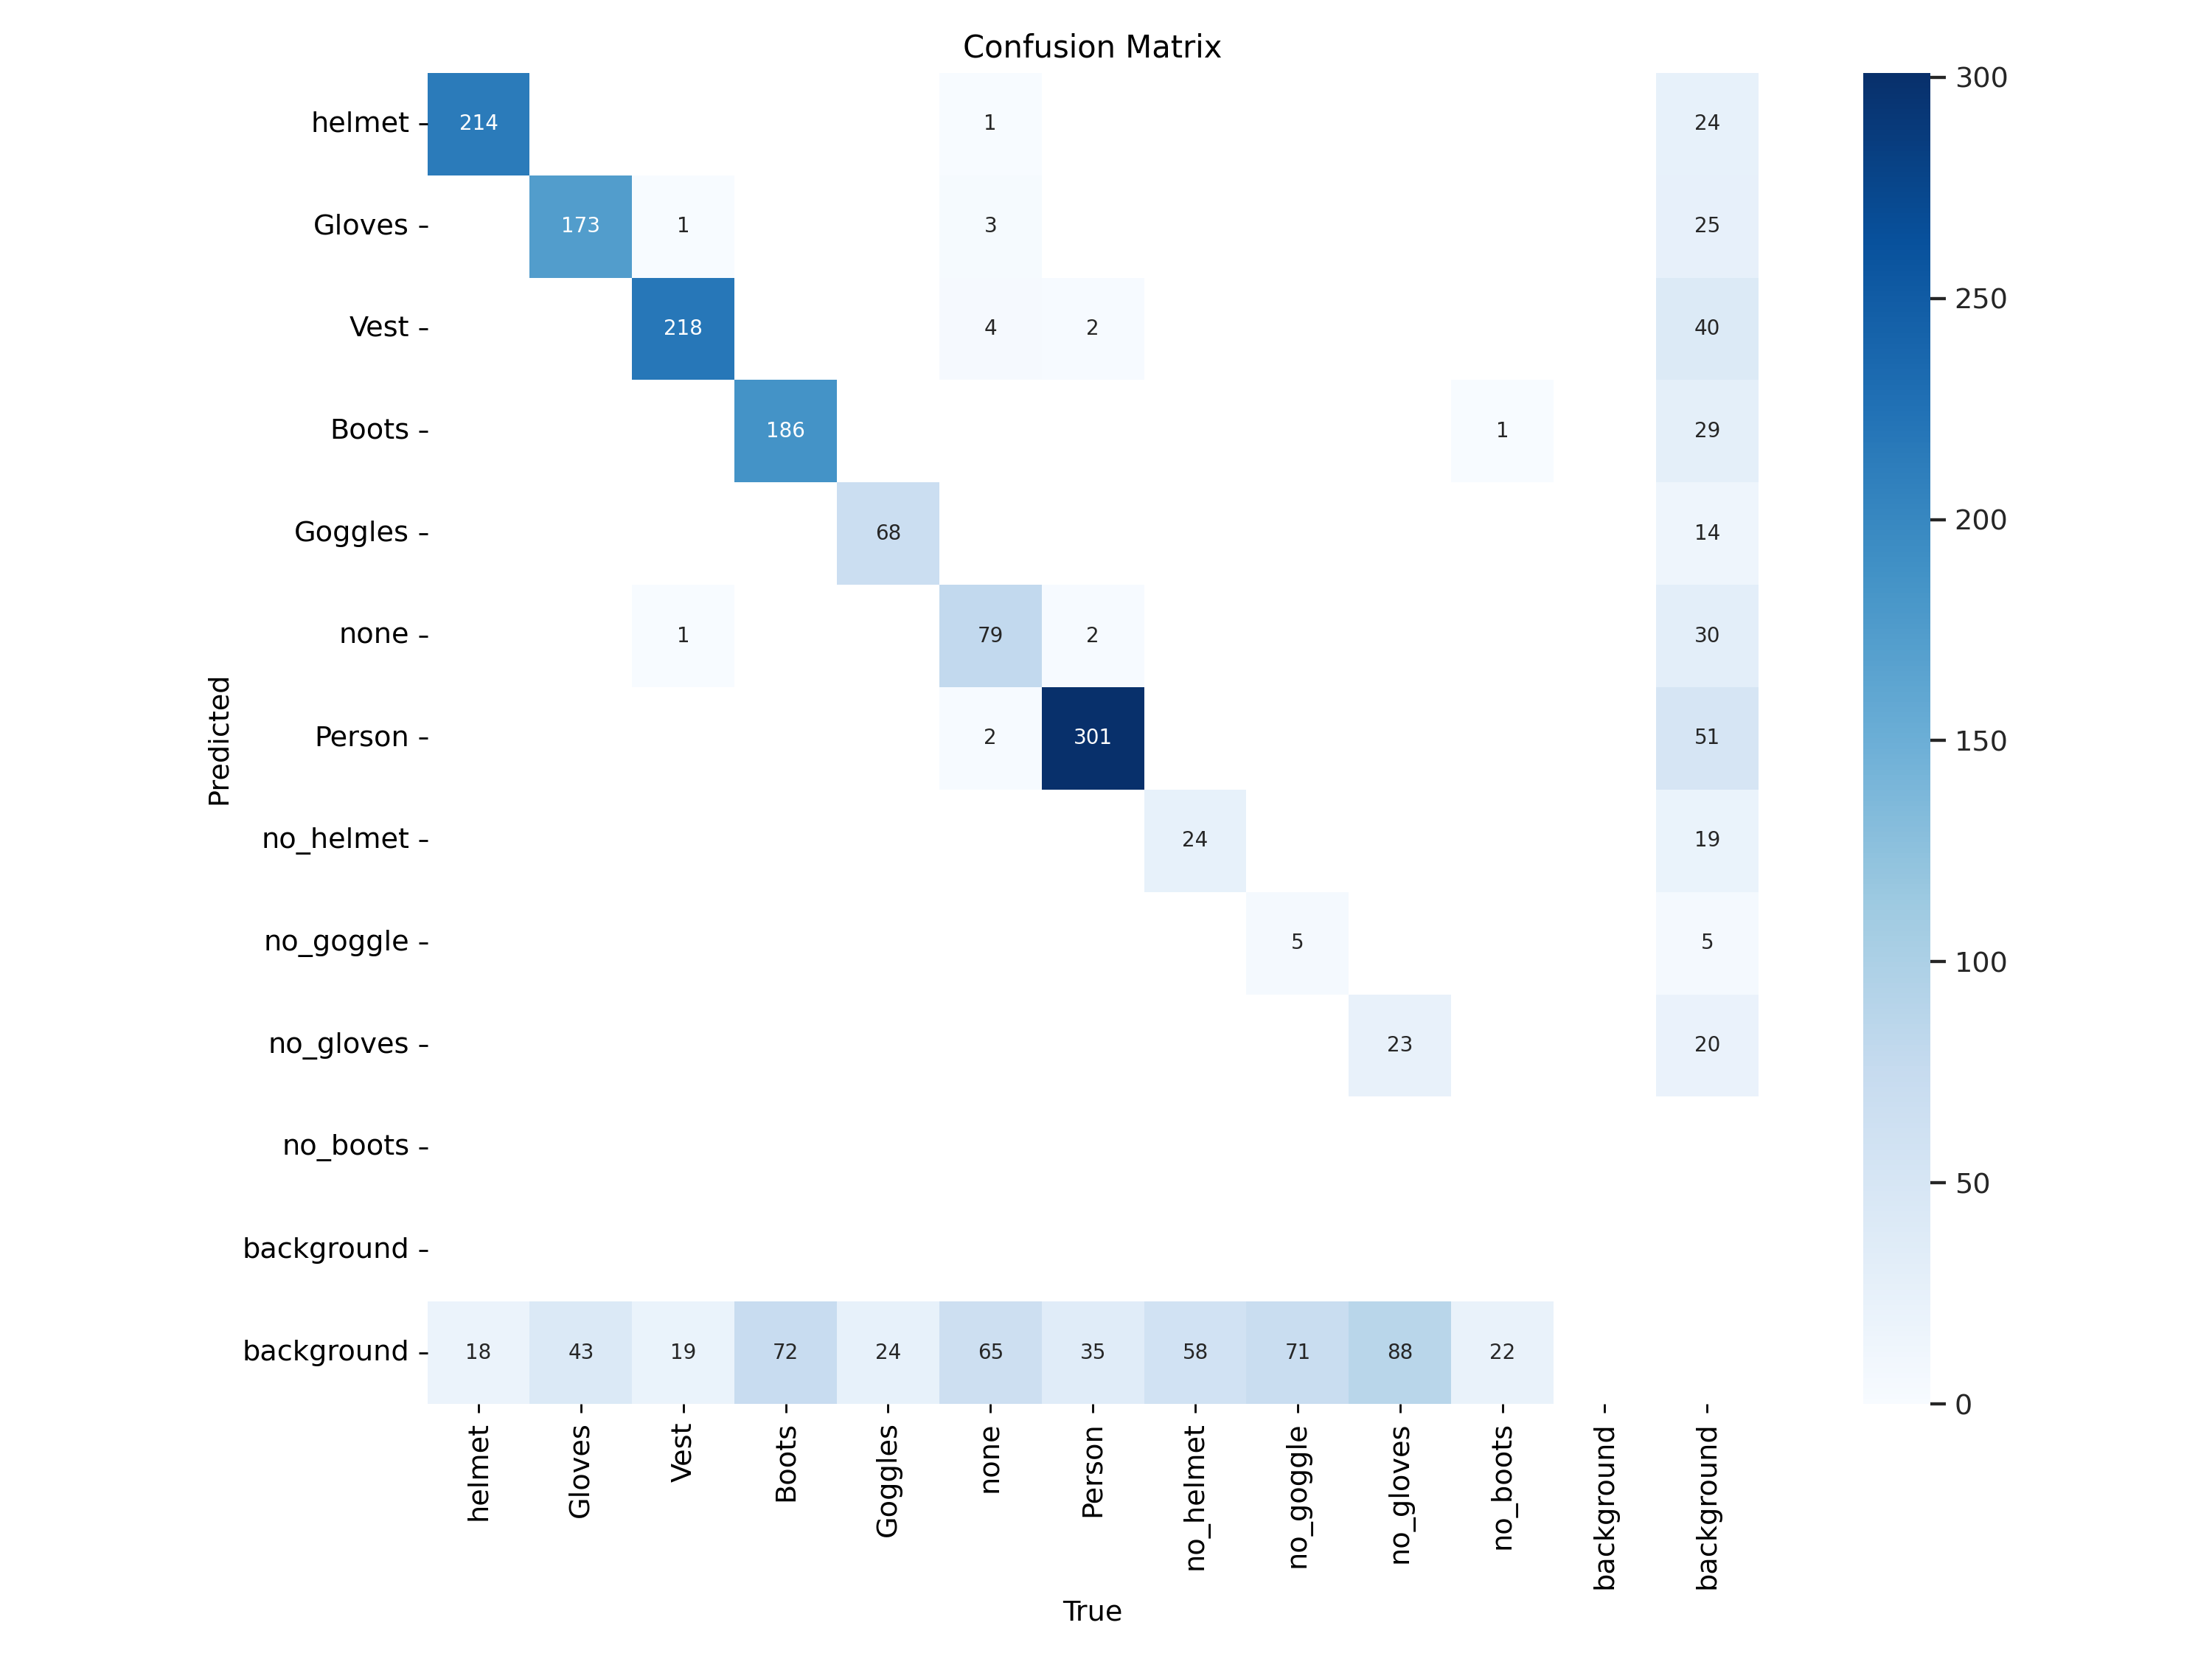 Confusion Matrix
helmet 214 1 24
Gloves 173 1 3 25
Vest 218 4 2 40
Boots 186 1 29
Goggles 68 14
none 1 79 2 30
Person 2 301 51
no_helmet 24 19
no_goggle 5 5
no_gloves 23 20
no_boots
background
background 18 43 19 72 24 65 35 58 71 88 22
Predicted
helmet
Gloves
Vest
Boots
Goggles
none
Person
no_helmet
no_goggle
no_gloves
no_boots
background
background
True
300
250
200
150
100
50
0